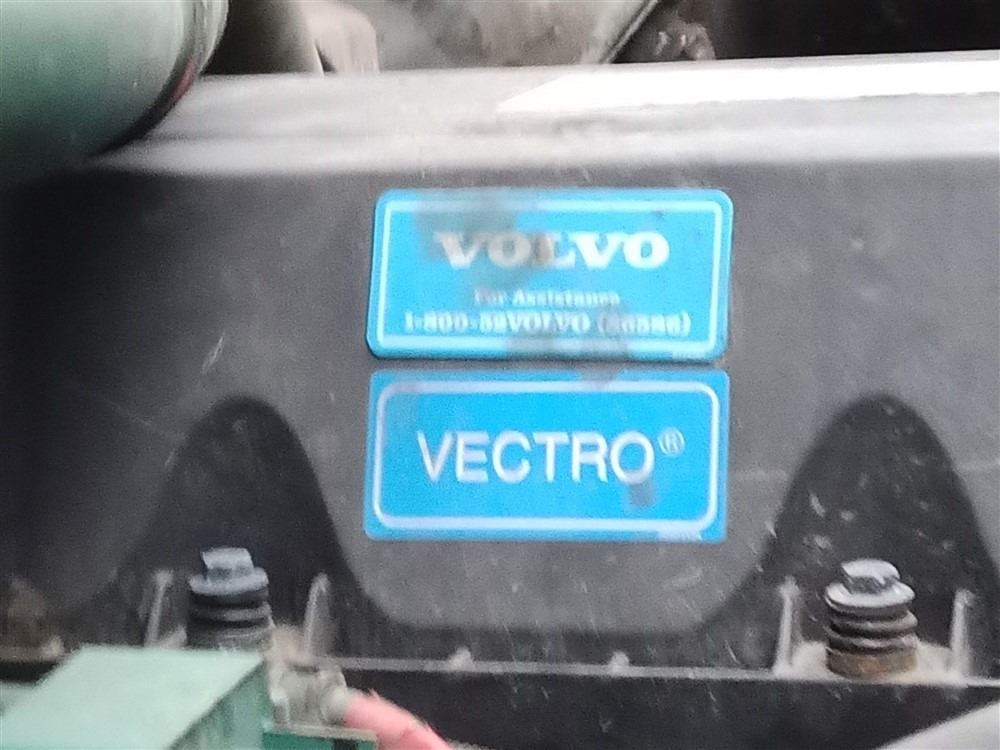 VOLVO
For Assistance
1-800-52VOLVO (86586)
VECTRO®